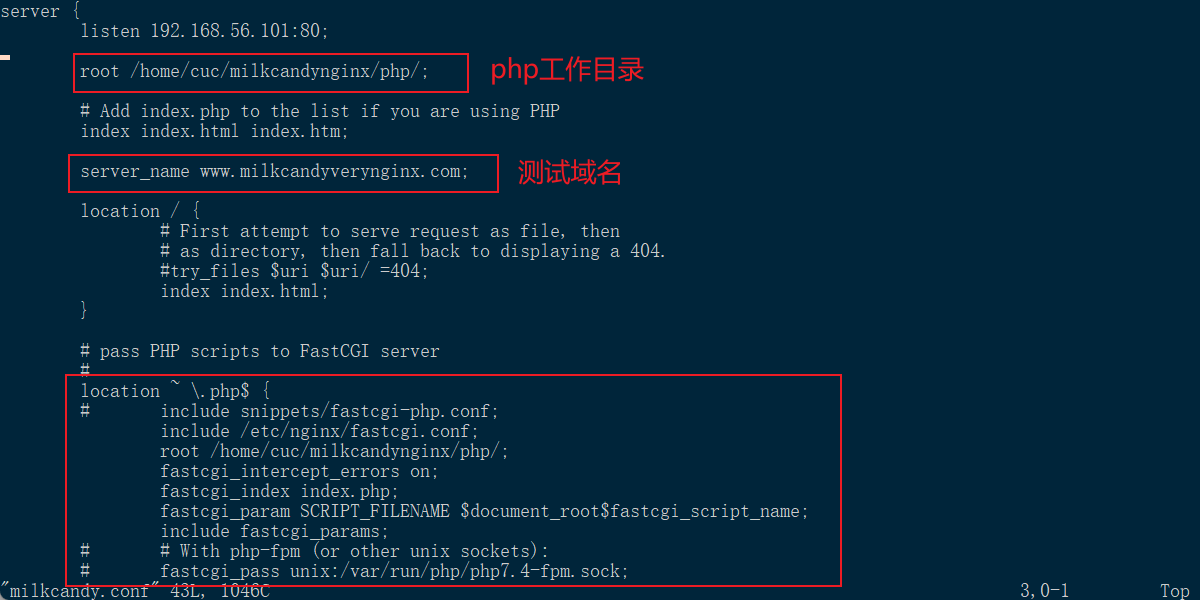 server {
listen 192.168.56.101:80;
root /home/cuc/milkcandynginx/php/; php工作目录
# Add index.php to the list if you are using PHP
index index.html index.htm;
server_name www.milkcandyverynginx.com; 测试域名
location / {
# First attempt to serve request as file, then
# as directory, then fall back to displaying a 404.
#try_files $uri $uri/ =404;
index index.html;
}
# pass PHP scripts to FastCGI server
#
location ~ \.php$ {
# include snippets/fastcgi-php.conf;
include /etc/nginx/fastcgi.conf;
root /home/cuc/milkcandynginx/php/;
fastcgi_intercept_errors on;
fastcgi_index index.php;
fastcgi_param SCRIPT_FILENAME $document_root$fastcgi_script_name;
include fastcgi_params;
# # With php-fpm (or other unix sockets):
# fastcgi_pass unix:/var/run/php/php7.4-fpm.sock;
"milkcandy.conf" 43L, 1046C 3,0-1 Top